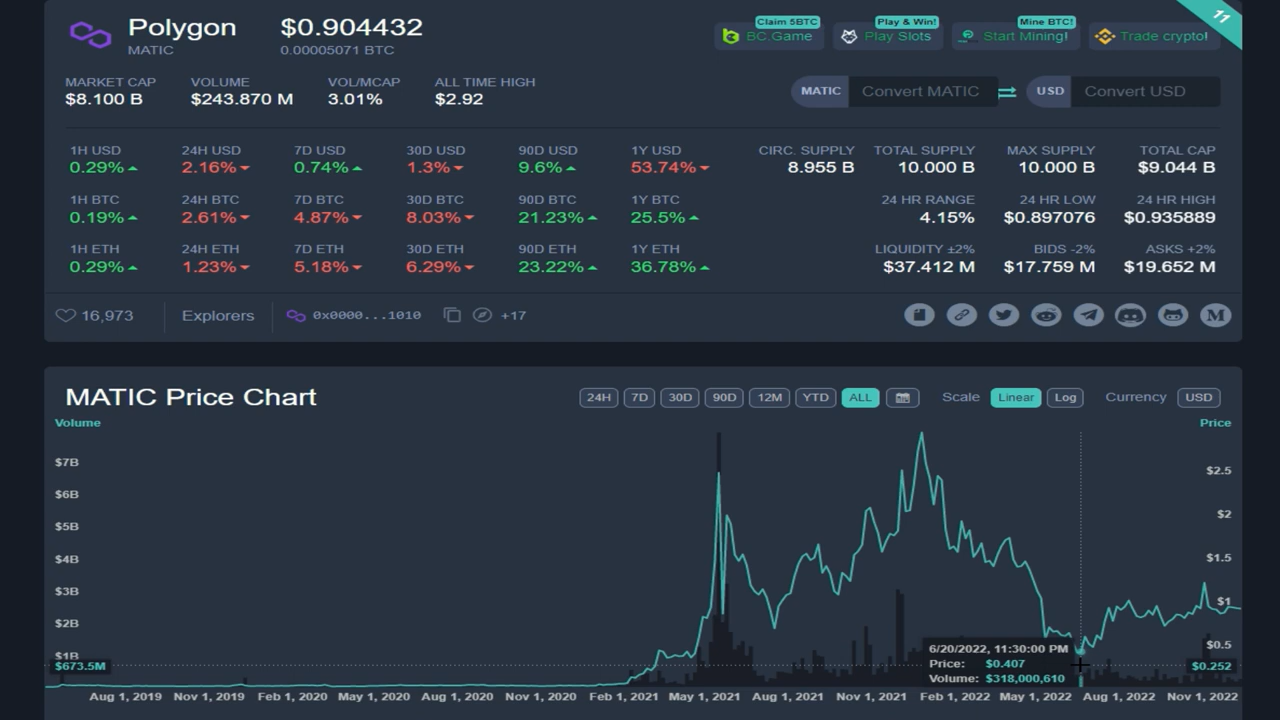 Polygon $0.904432
MATIC 0.00005071 BTC
Claim 5BTC Play & Win! Mine BTC!
BC.Game Play Slots Start Mining! Trade crypto!
11
MARKET CAP VOLUME VOL/MCAP ALL TIME HIGH
$8.100 B $243.870 M 3.01% $2.92
MATIC Convert MATIC USD Convert USD
1H USD 24H USD 7D USD 30D USD 90D USD 1Y USD CIRC. SUPPLY TOTAL SUPPLY MAX SUPPLY TOTAL CAP
0.29% 2.16% 0.74% 1.3% 9.6% 53.74% 8.955 B 10.000 B 10.000 B $9.044 B
1H BTC 24H BTC 7D BTC 30D BTC 90D BTC 1Y BTC 24 HR RANGE 24 HR LOW 24 HR HIGH
0.19% 2.61% 4.87% 8.03% 21.23% 25.5% 4.15% $0.897076 $0.935889
1H ETH 24H ETH 7D ETH 30D ETH 90D ETH 1Y ETH LIQUIDITY ±2% BIDS -2% ASKS +2%
0.29% 1.23% 5.18% 6.29% 23.22% 36.78% $37.412 M $17.759 M $19.652 M
16,973 Explorers 0x0000...1010 +17
MATIC Price Chart 24H 7D 30D 90D 12M YTD ALL Scale Linear Log Currency USD
Volume Price
$7B
$2.5
$6B
$2
$5B
$4B $1.5
$3B
$1
$2B
$0.5
$1B
$673.5M $0.252
6/20/2022, 11:30:00 PM
Price: $0.407
Volume: $318,000,610
Aug 1, 2019 Nov 1, 2019 Feb 1, 2020 May 1, 2020 Aug 1, 2020 Nov 1, 2020 Feb 1, 2021 May 1, 2021 Aug 1, 2021 Nov 1, 2021 Feb 1, 2022 May 1, 2022 Aug 1, 2022 Nov 1, 2022